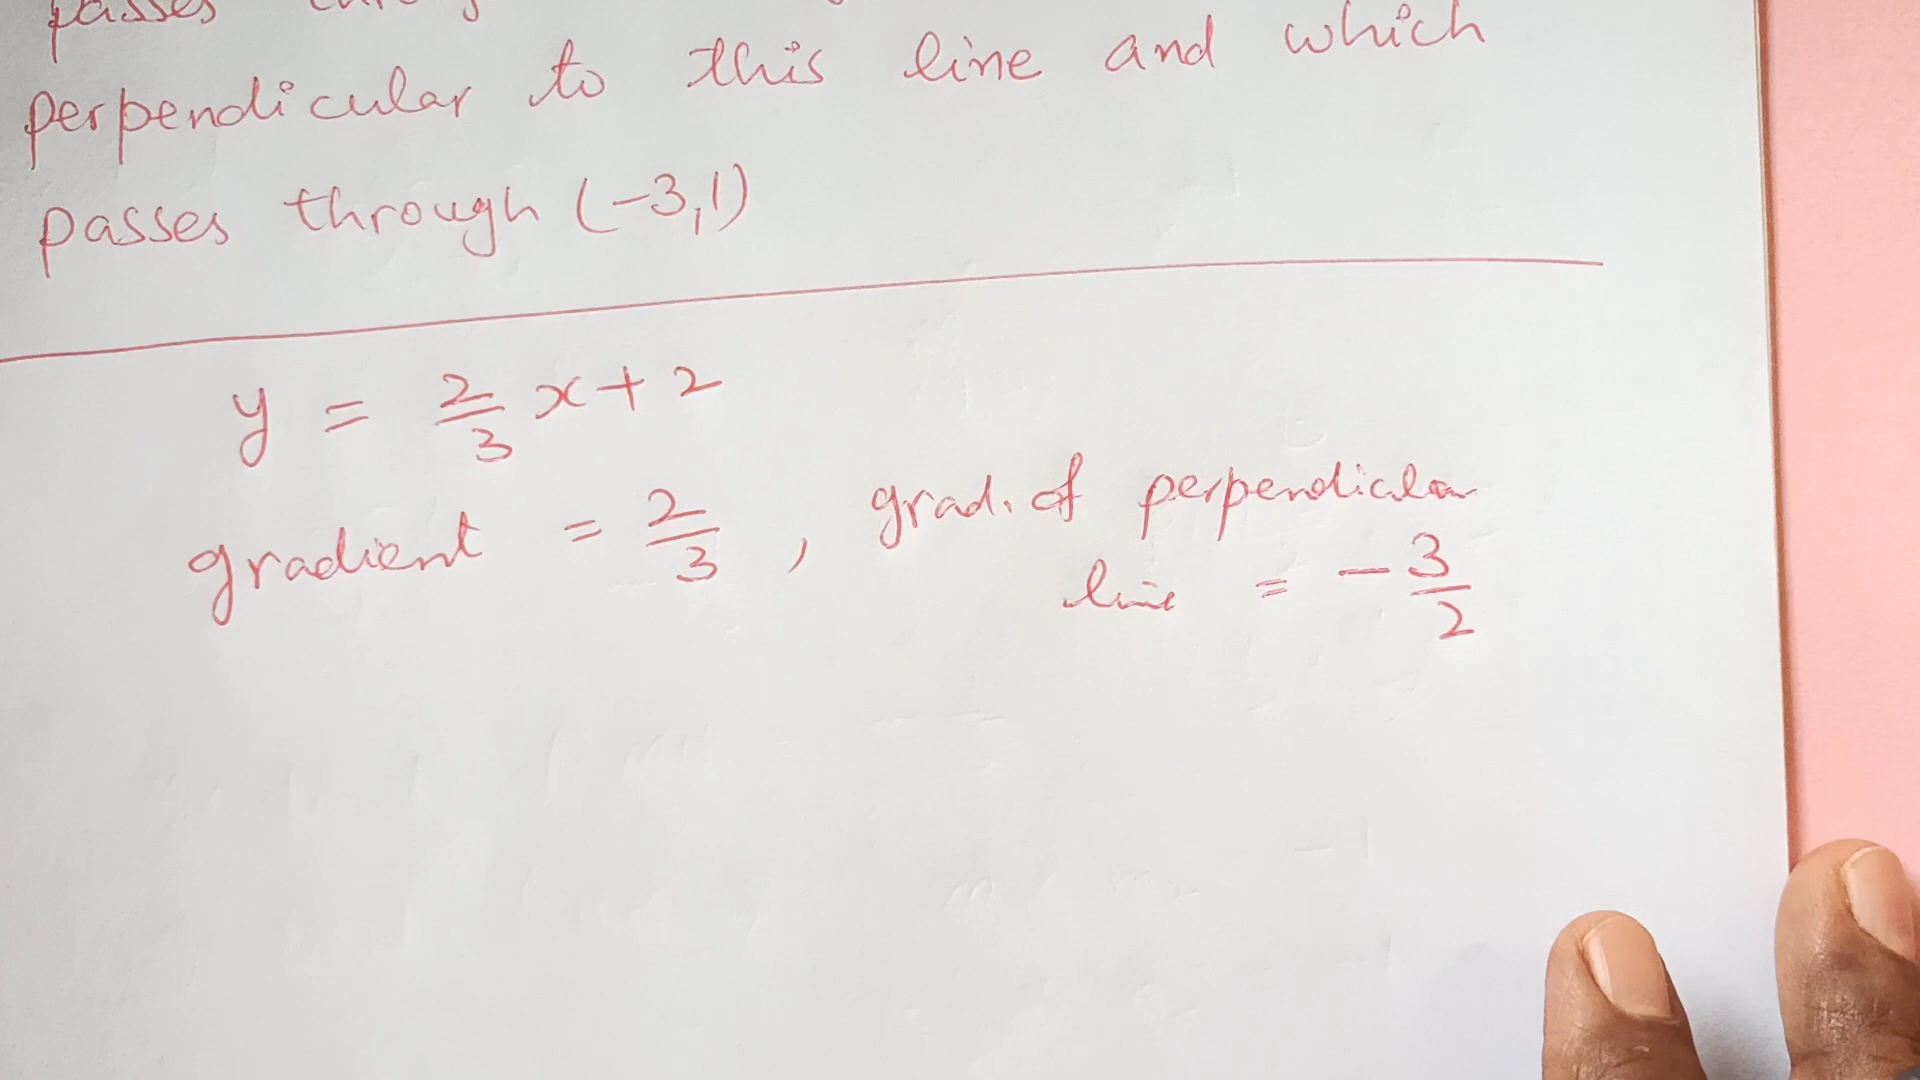 passes
perpendicular to this line and which
passes through (-3,1)
y = 2/3 x + 2
gradient = 2/3 , grad. of perpendicular
line = - 3/2